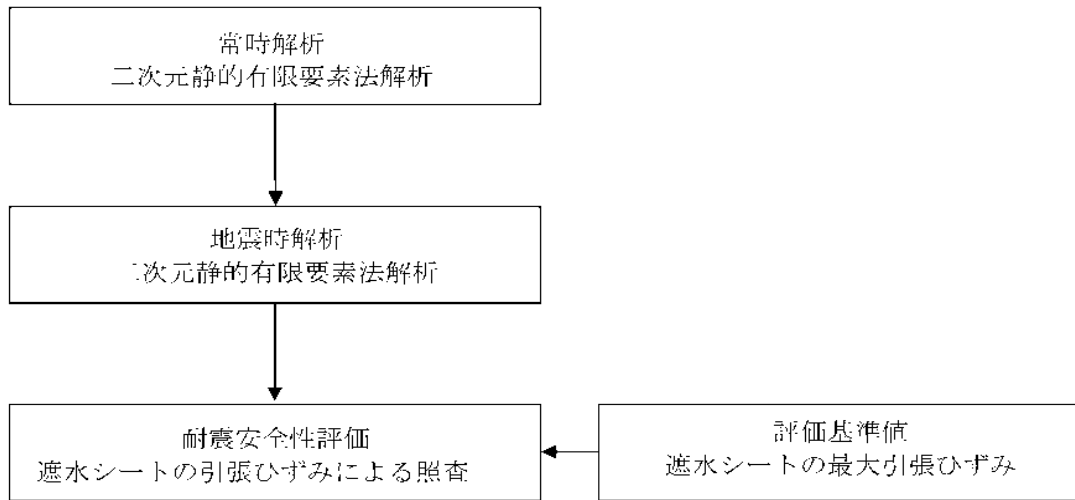 常時解析
二次元静的有限要素法解析
地震時解析
二次元静的有限要素法解析
耐震安全性評価
遮水シートの引張ひずみによる照査
評価基準値
遮水シートの最大引張ひずみ